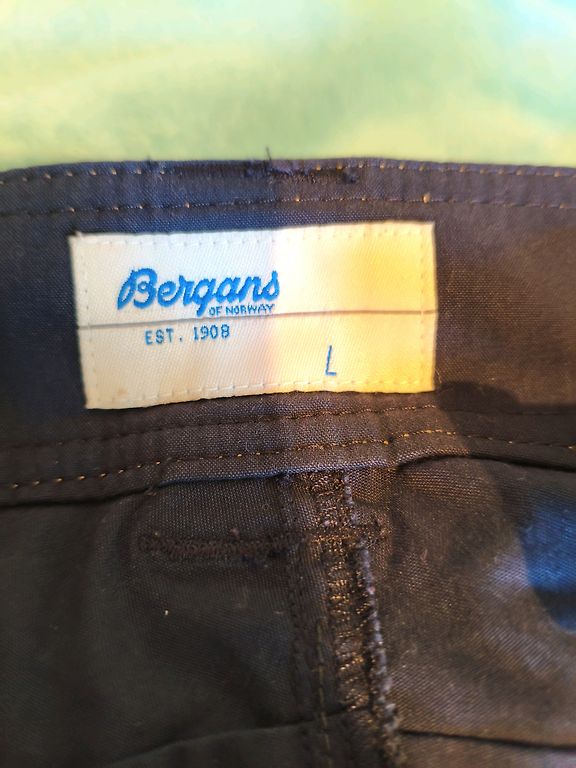 Bergans
OF NORWAY
EST. 1908
L